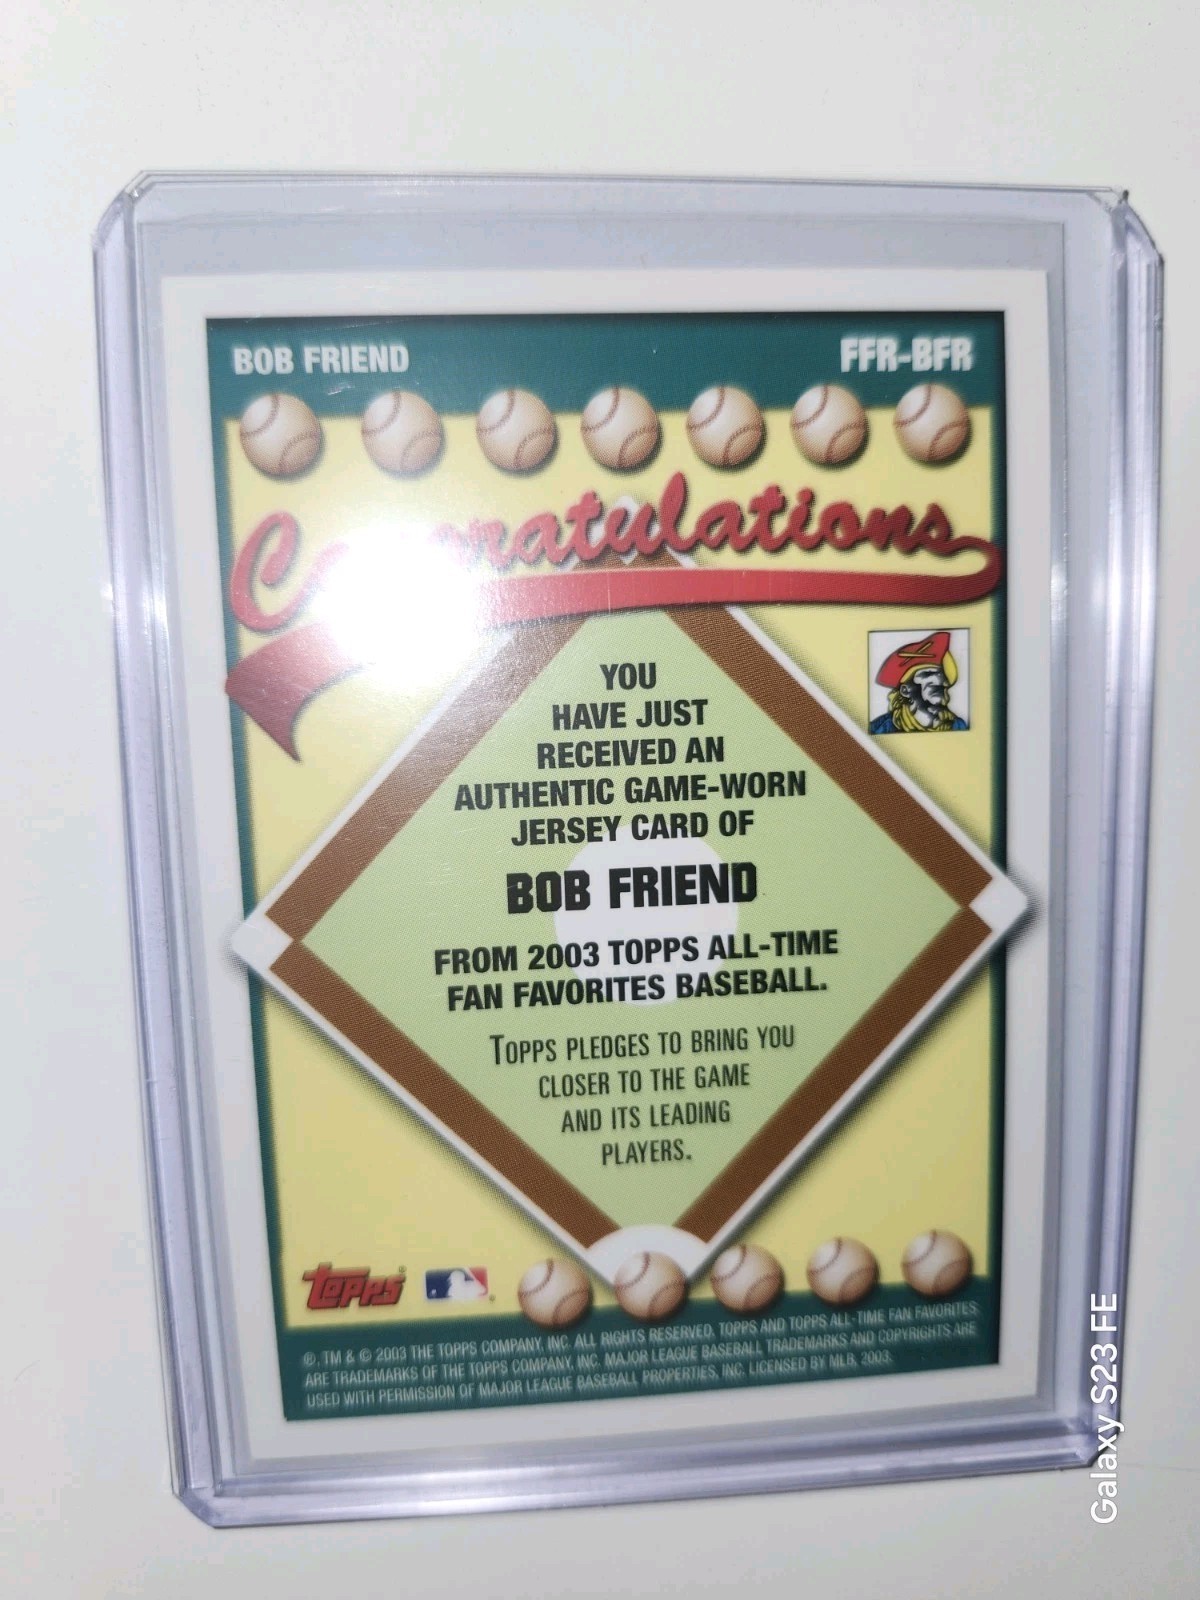 BOB FRIEND
FFR-BFR
Congratulations
YOU
HAVE JUST
RECEIVED AN
AUTHENTIC GAME-WORN
JERSEY CARD OF
BOB FRIEND
FROM 2003 TOPPS ALL-TIME
FAN FAVORITES BASEBALL.
TOPPS PLEDGES TO BRING YOU
CLOSER TO THE GAME
AND ITS LEADING
PLAYERS.
topps®
®, TM & © 2003 THE TOPPS COMPANY, INC. ALL RIGHTS RESERVED. TOPPS AND TOPPS ALL-TIME FAN FAVORITES
ARE TRADEMARKS OF THE TOPPS COMPANY, INC. MAJOR LEAGUE BASEBALL TRADEMARKS AND COPYRIGHTS ARE
USED WITH PERMISSION OF MAJOR LEAGUE BASEBALL PROPERTIES, INC. LICENSED BY MLB, 2003.
Galaxy S23 FE